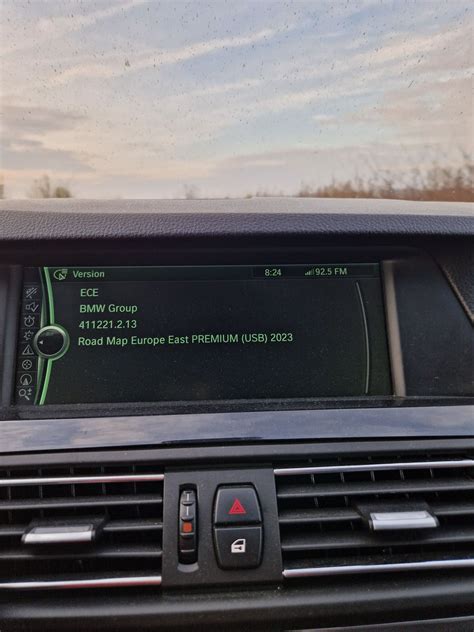 Version 8:24 92.5 FM
ECE
BMW Group
411221.2.13
Road Map Europe East PREMIUM (USB) 2023